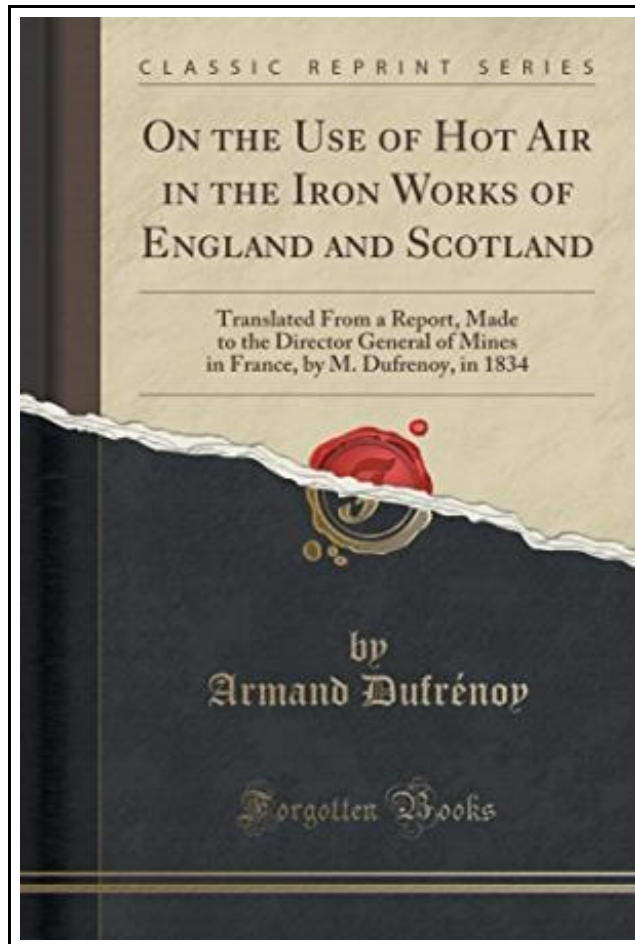 CLASSIC REPRINT SERIES
ON THE USE OF HOT AIR
IN THE IRON WORKS OF
ENGLAND AND SCOTLAND
Translated From a Report, Made
to the Director General of Mines
in France, by M. Dufrenoy, in 1834
by
Armand Dufrénoy
Forgotten Books